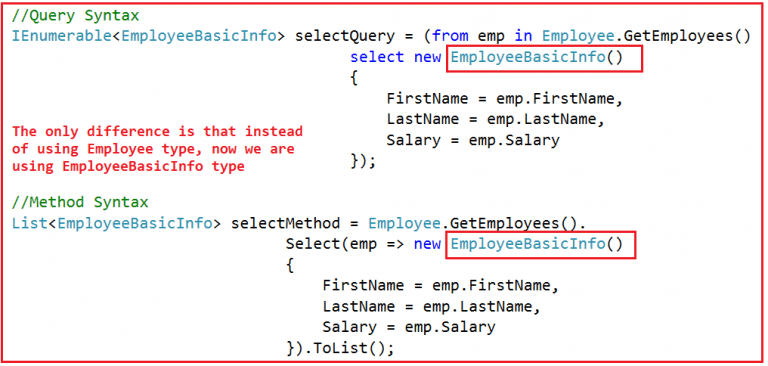 //Query Syntax
IEnumerable<EmployeeBasicInfo> selectQuery = (from emp in Employee.GetEmployees()
select new EmployeeBasicInfo()
{
FirstName = emp.FirstName,
LastName = emp.LastName,
Salary = emp.Salary
});
The only difference is that instead
of using Employee type, now we are
using EmployeeBasicInfo type
//Method Syntax
List<EmployeeBasicInfo> selectMethod = Employee.GetEmployees().
Select(emp => new EmployeeBasicInfo()
{
FirstName = emp.FirstName,
LastName = emp.LastName,
Salary = emp.Salary
}).ToList();